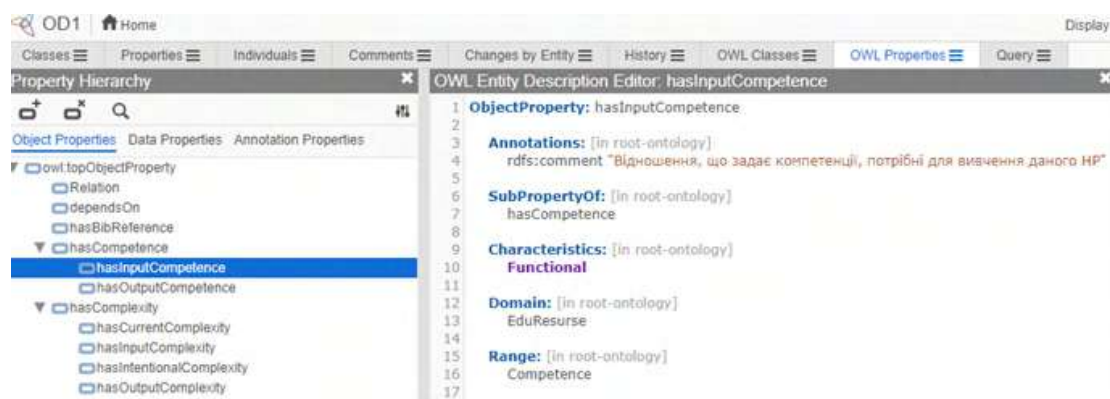 OD1 Home Display
Classes Properties Individuals Comments Changes by Entity History OWL Classes OWL Properties Query
Property Hierarchy
Object Properties Data Properties Annotation Properties
owl:topObjectProperty
Relation
dependsOn
hasBibReference
hasCompetence
hasInputCompetence
hasOutputCompetence
hasComplexity
hasCurrentComplexity
hasInputComplexity
hasIntentionalComplexity
hasOutputComplexity
OWL Entity Description Editor: hasInputCompetence
1 ObjectProperty: hasInputCompetence
2
3 Annotations: [in root-ontology]
4 rdfs:comment "Відношення, що задає компетенції, потрібні для вивчення даного НР"
5
6 SubPropertyOf: [in root-ontology]
7 hasCompetence
8
9 Characteristics: [in root-ontology]
10 Functional
11
12 Domain: [in root-ontology]
13 EduResurse
14
15 Range: [in root-ontology]
16 Competence
17